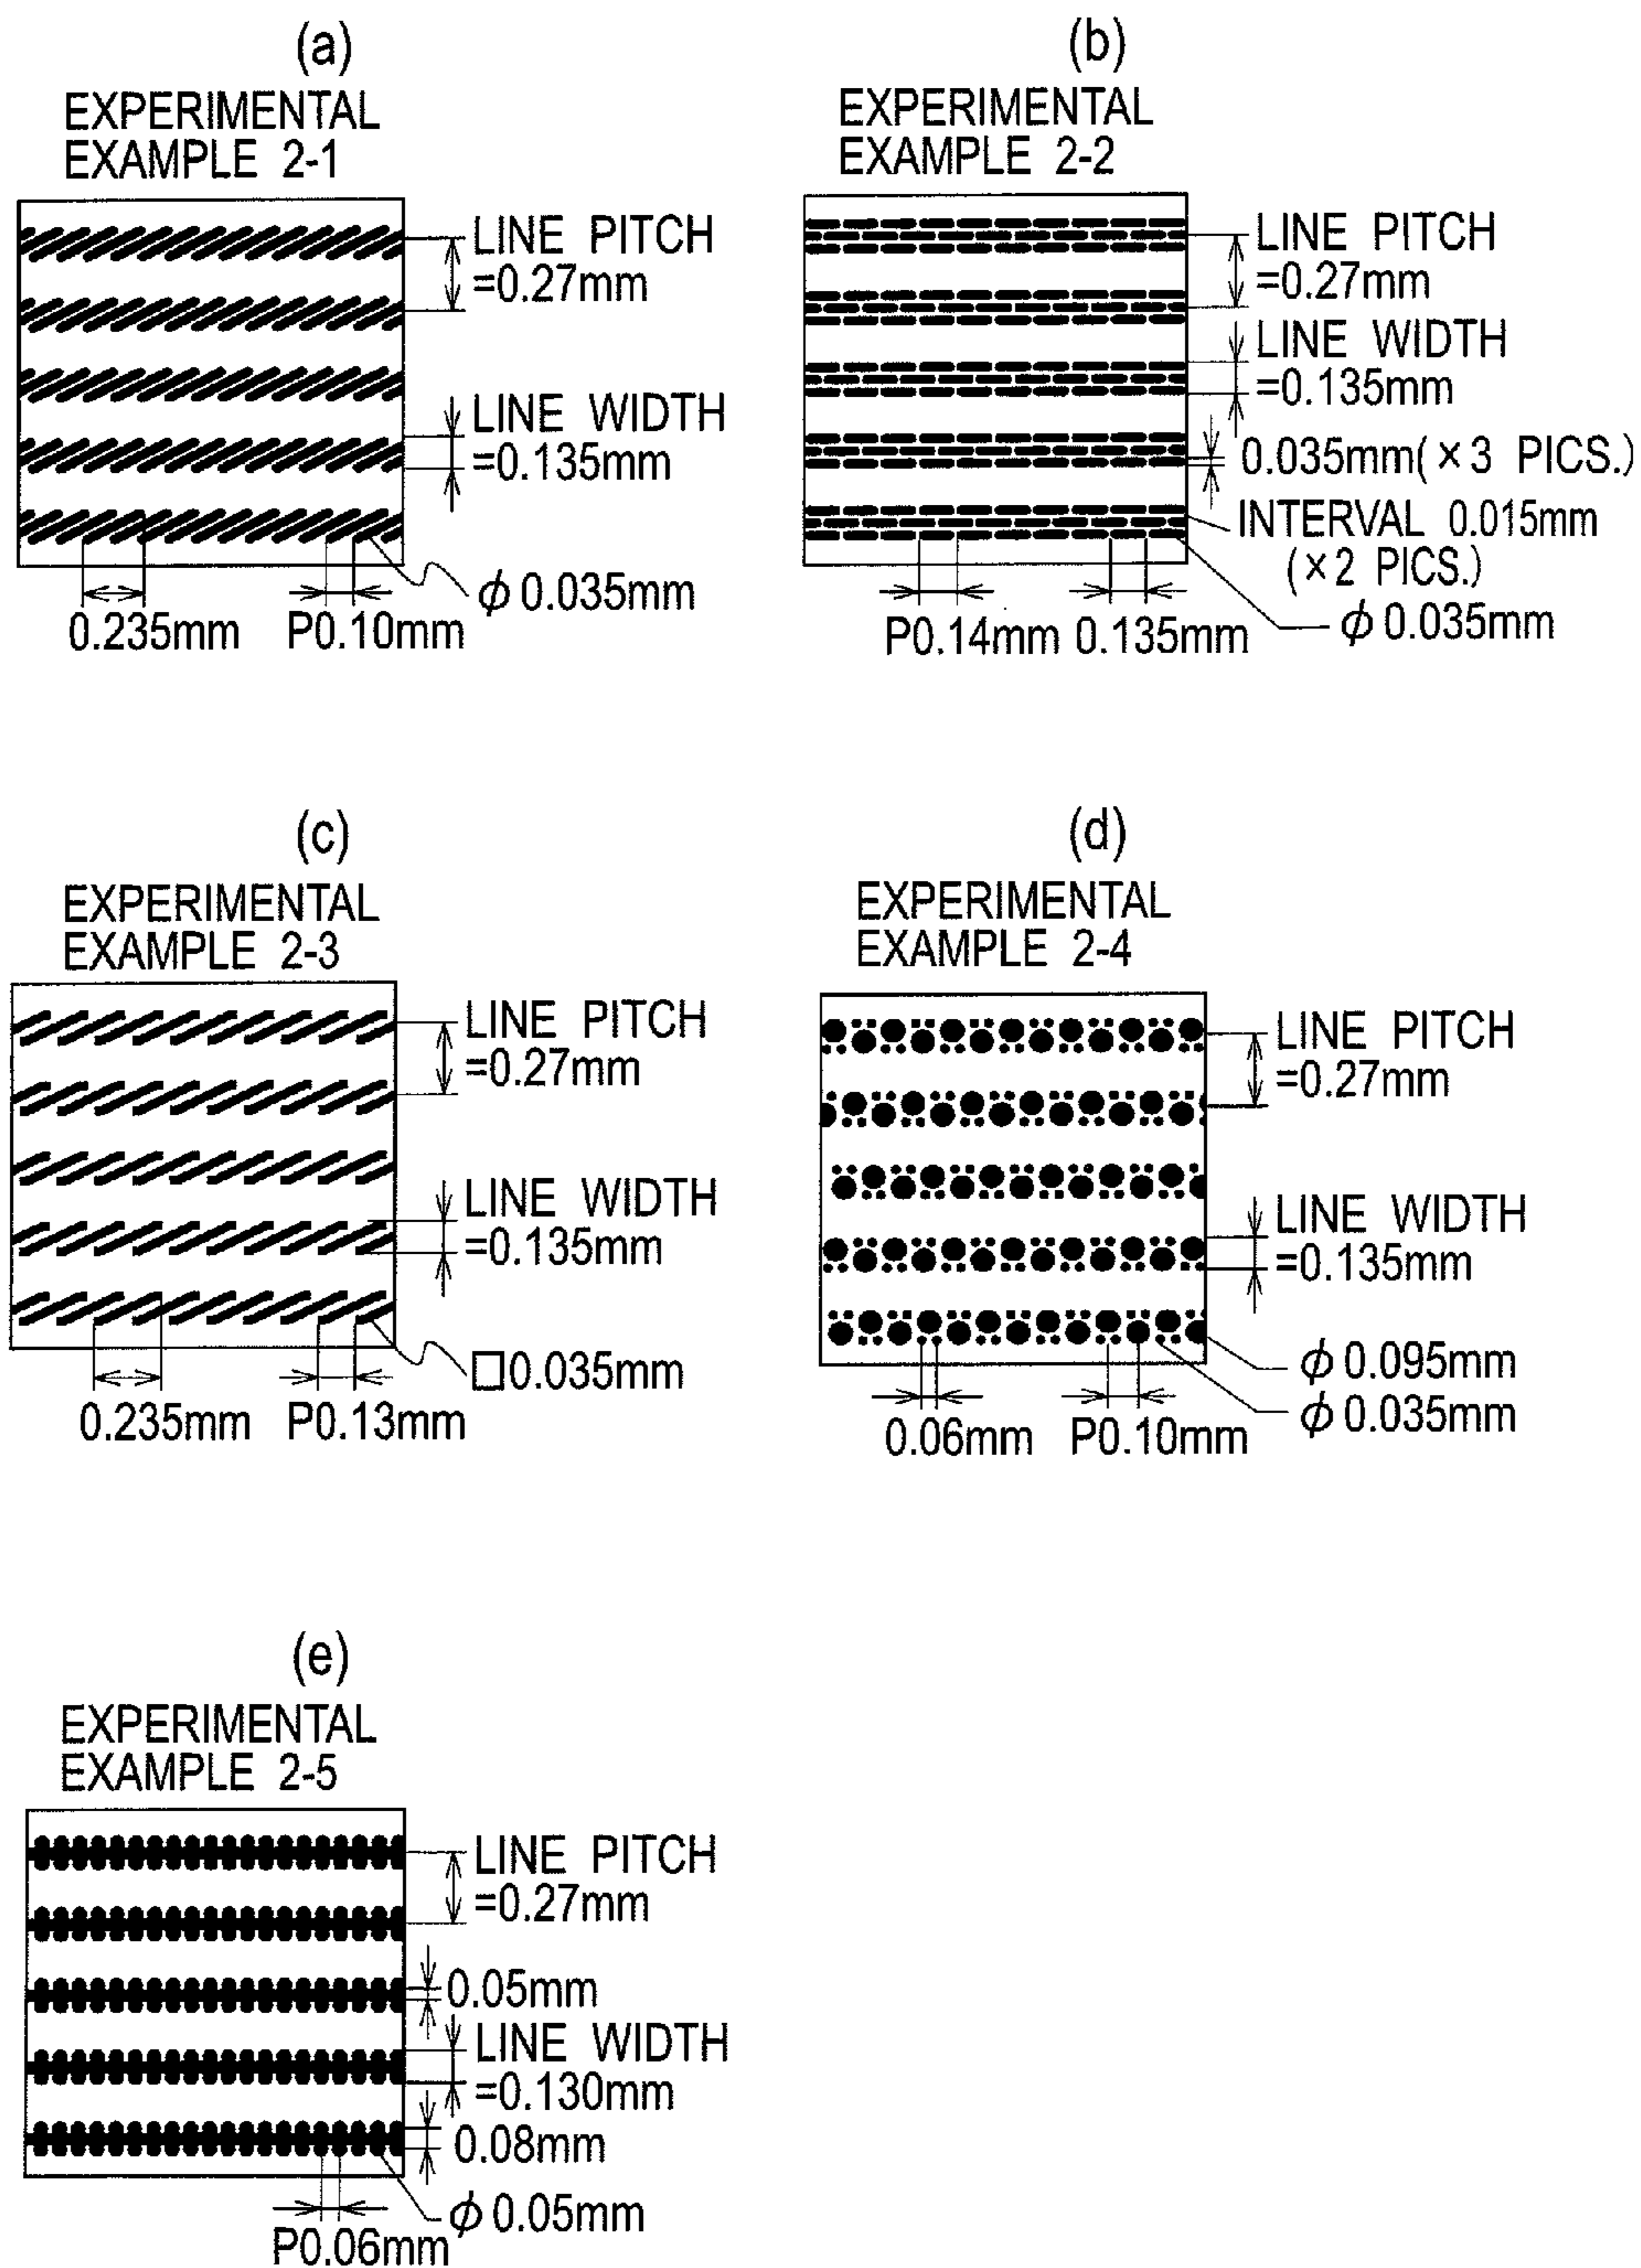 (a)
EXPERIMENTAL
EXAMPLE 2-1
LINE PITCH
=0.27mm
LINE WIDTH
=0.135mm
ϕ0.035mm
0.235mm
P0.10mm
(b)
EXPERIMENTAL
EXAMPLE 2-2
LINE PITCH
=0.27mm
LINE WIDTH
=0.135mm
0.035mm(×3 PICS.)
INTERVAL 0.015mm
(×2 PICS.)
ϕ0.035mm
P0.14mm
0.135mm
(c)
EXPERIMENTAL
EXAMPLE 2-3
LINE PITCH
=0.27mm
LINE WIDTH
=0.135mm
□0.035mm
0.235mm
P0.13mm
(d)
EXPERIMENTAL
EXAMPLE 2-4
LINE PITCH
=0.27mm
LINE WIDTH
=0.135mm
ϕ0.095mm
ϕ0.035mm
0.06mm
P0.10mm
(e)
EXPERIMENTAL
EXAMPLE 2-5
LINE PITCH
=0.27mm
0.05mm
LINE WIDTH
=0.130mm
0.08mm
ϕ0.05mm
P0.06mm